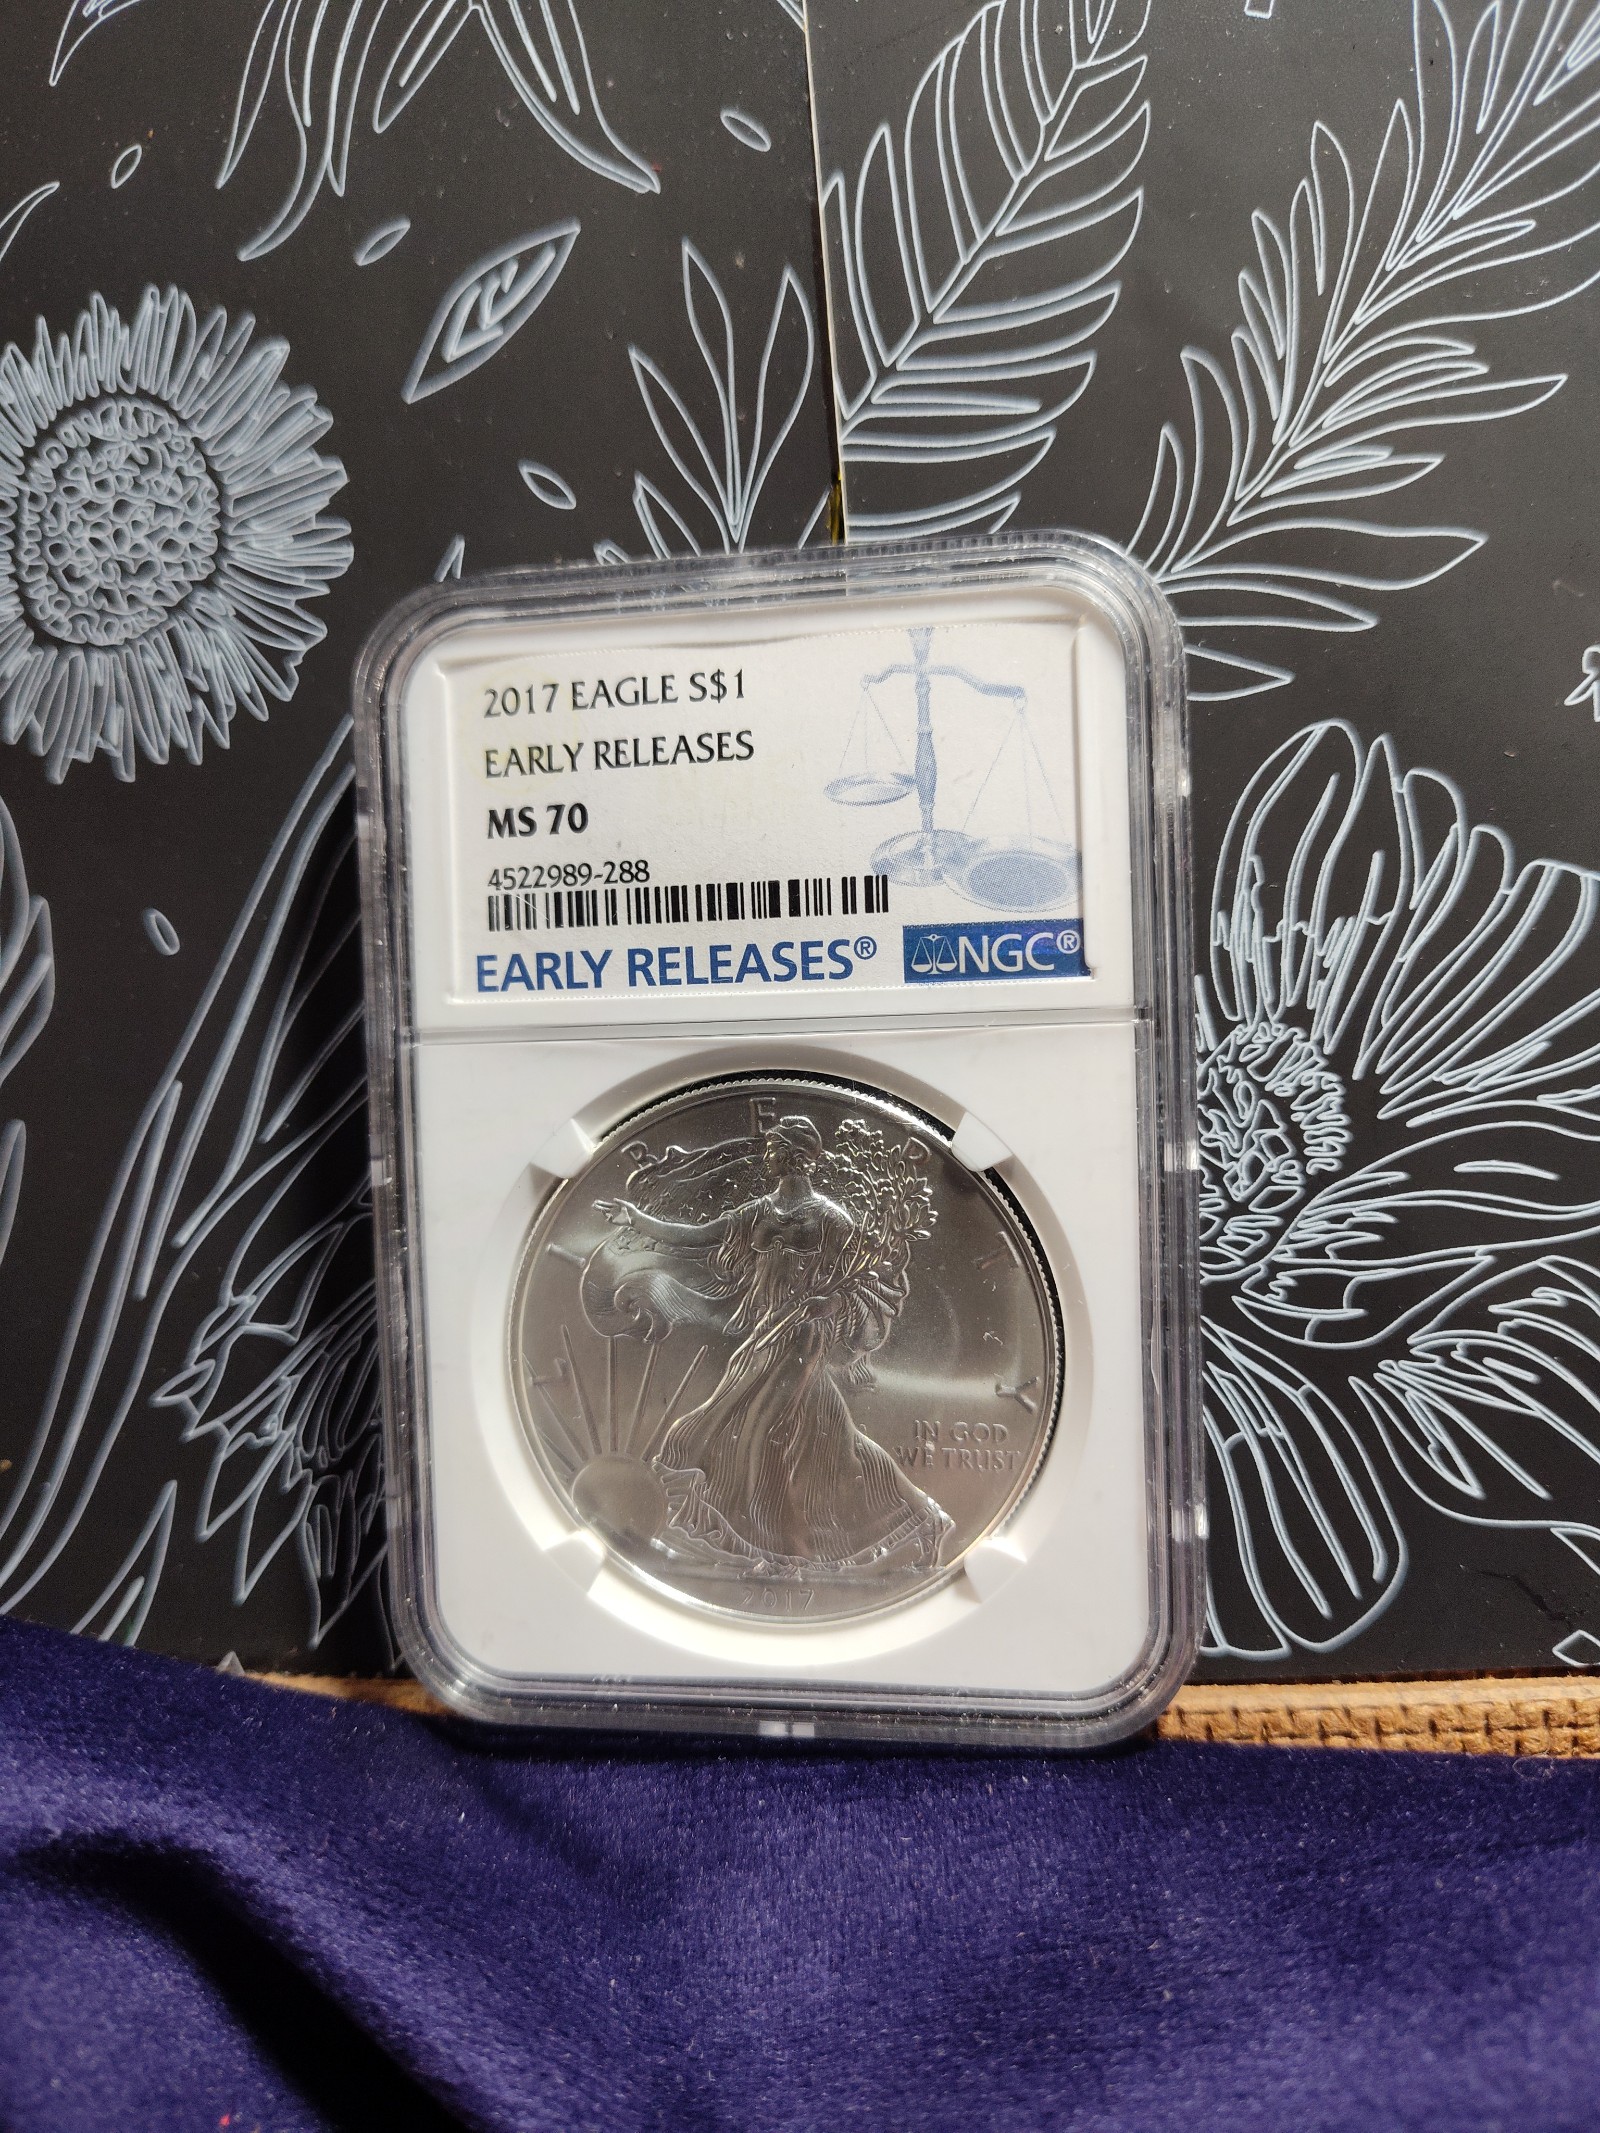 2017 EAGLE S$1
EARLY RELEASES
MS 70
4522989-288
EARLY RELEASES® NGC®
LIBERTY
IN GOD
WE TRUST
2017